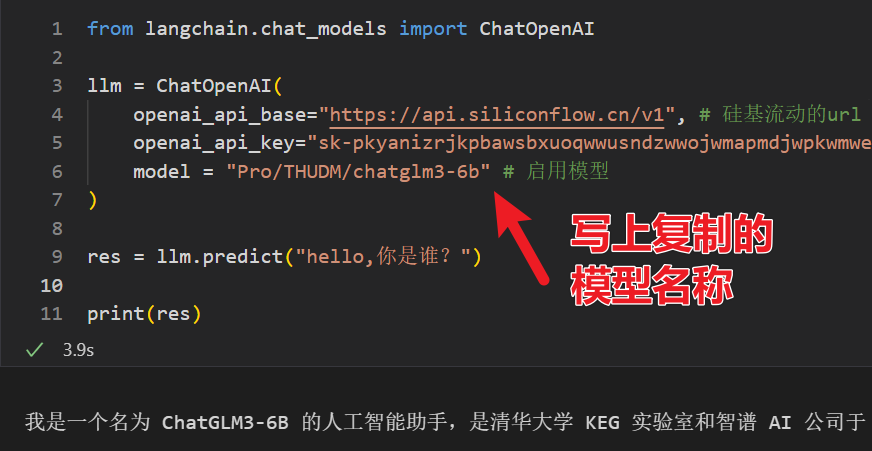 1 from langchain.chat_models import ChatOpenAI
2
3 llm = ChatOpenAI(
4 openai_api_base="https://api.siliconflow.cn/v1", # 硅基流动的url
5 openai_api_key="sk-pkyanizrjkpbawsbxuoqwwusndzwwojwmapmdjwpkwmwe
6 model = "Pro/THUDM/chatglm3-6b" # 启用模型
7 )
8
9 res = llm.predict("hello,你是谁？")
10
11 print(res)
写上复制的
模型名称
3.9s
我是一个名为 ChatGLM3-6B 的人工智能助手，是清华大学 KEG 实验室和智谱 AI 公司于